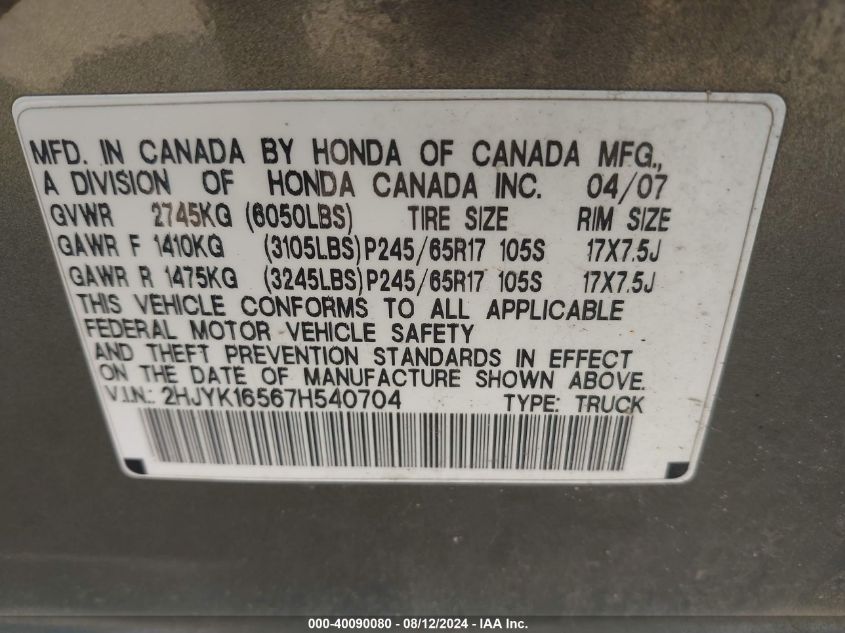 MFD. IN CANADA BY HONDA OF CANADA MFG.,
A DIVISION OF HONDA CANADA INC. 04/07
GVWR 2745KG (6050LBS) TIRE SIZE RIM SIZE
GAWR F 1410KG (3105LBS) P245/65R17 105S 17X7.5J
GAWR R 1475KG (3245LBS) P245/65R17 105S 17X7.5J
THIS VEHICLE CONFORMS TO ALL APPLICABLE
FEDERAL MOTOR VEHICLE SAFETY
AND THEFT PREVENTION STANDARDS IN EFFECT
ON THE DATE OF MANUFACTURE SHOWN ABOVE.
V.I.N.: 2HJYK16567H540704 TYPE: TRUCK
000-40090080 - 08/12/2024 - IAA Inc.